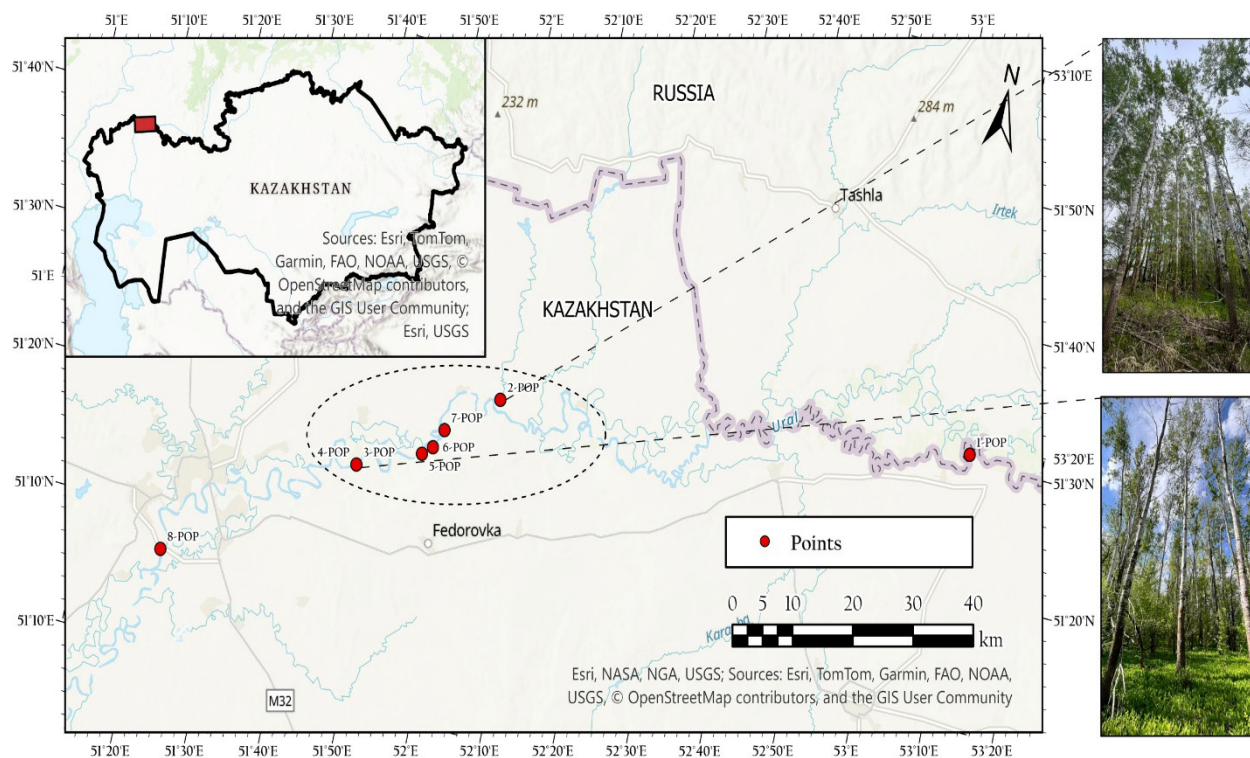 51°E 51°10'E 51°20'E 51°30'E 51°40'E 51°50'E 52°E 52°10'E 52°20'E 52°30'E 52°40'E 52°50'E 53°E
51°40'N
51°30'N
51°E
51°20'N
51°10'N
51°10'E
KAZAKHSTAN
Sources: Esri, TomTom,
Garmin, FAO, NOAA, USGS, ©
OpenStreetMap contributors,
and the GIS User Community;
Esri, USGS
RUSSIA
232 m
284 m
N
Tashla
Irtek
KAZAKHSTAN
2-POP
7-POP
6-POP
4-POP
3-POP
5-POP
Ural
1-POP
8-POP
Fedorovka
M32
Points
0 5 10 20 30 40
km
Esri, NASA, NGA, USGS; Sources: Esri, TomTom, Garmin, FAO, NOAA,
USGS, © OpenStreetMap contributors, and the GIS User Community
53°10'E
51°50'N
51°40'N
53°20'E
51°30'N
51°20'N
51°20'E 51°30'E 51°40'E 51°50'E 52°E 52°10'E 52°20'E 52°30'E 52°40'E 52°50'E 53°E 53°10'E 53°20'E